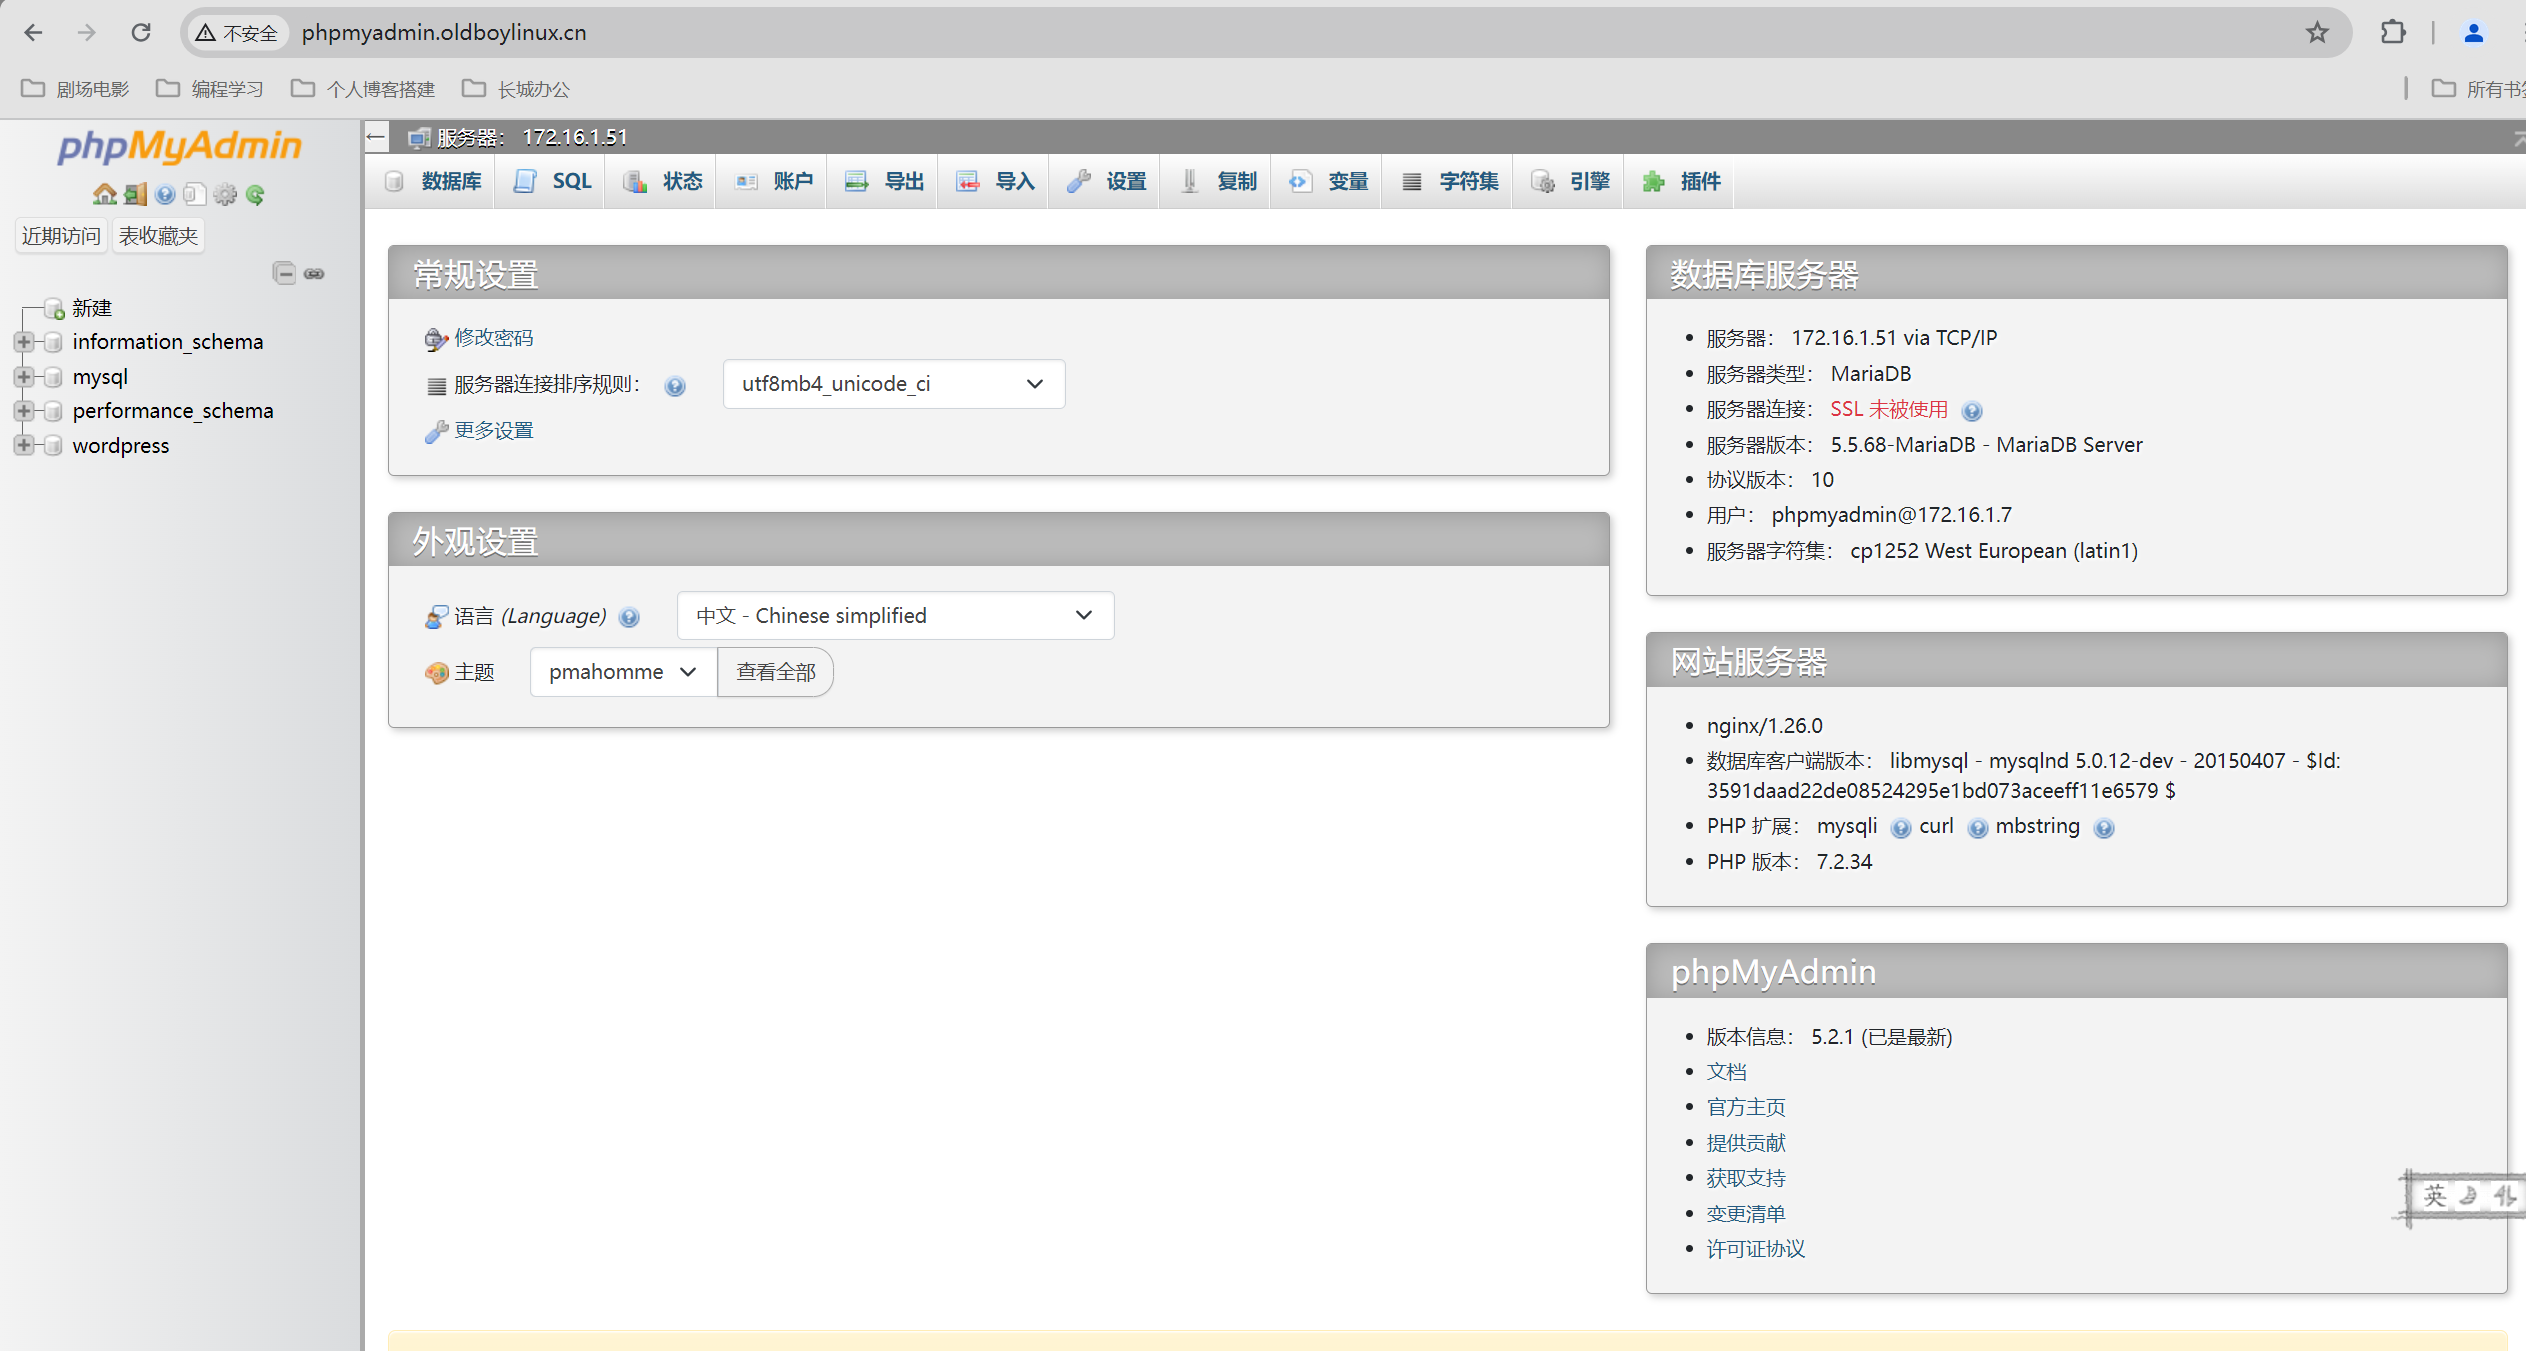 不安全 phpmyadmin.oldboylinux.cn
剧场电影 编程学习 个人博客搭建 长城办公 所有书签
phpMyAdmin
近期访问 表收藏夹
新建
information_schema
mysql
performance_schema
wordpress
服务器： 172.16.1.51
数据库 SQL 状态 账户 导出 导入 设置 复制 变量 字符集 引擎 插件
常规设置
修改密码
服务器连接排序规则： utf8mb4_unicode_ci
更多设置
外观设置
语言 (Language) 中文 - Chinese simplified
主题 pmahomme 查看全部
数据库服务器
服务器： 172.16.1.51 via TCP/IP
服务器类型： MariaDB
服务器连接： SSL 未被使用
服务器版本： 5.5.68-MariaDB - MariaDB Server
协议版本： 10
用户： phpmyadmin@172.16.1.7
服务器字符集： cp1252 West European (latin1)
网站服务器
nginx/1.26.0
数据库客户端版本： libmysql - mysqlnd 5.0.12-dev - 20150407 - $Id:
3591daad22de08524295e1bd073aceeff11e6579 $
PHP 扩展： mysqli curl mbstring
PHP 版本： 7.2.34
phpMyAdmin
版本信息： 5.2.1 (已是最新)
文档
官方主页
提供贡献
获取支持
变更清单
许可证协议
英